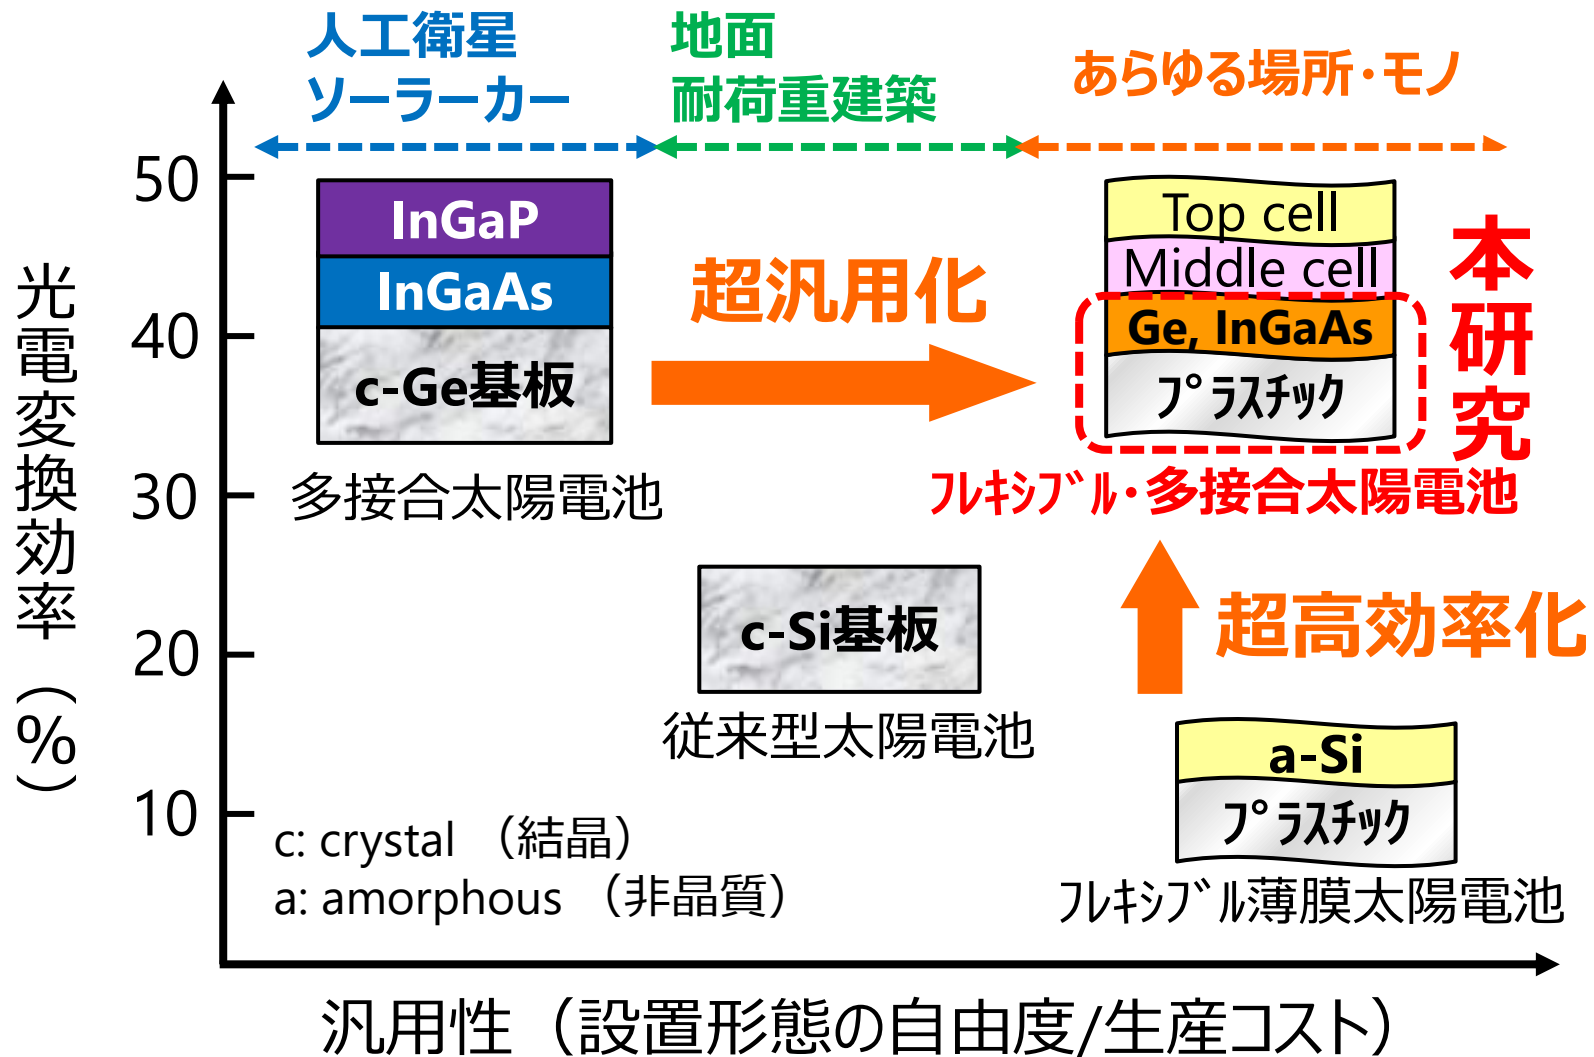 人工衛星
ソーラーカー
地面
耐荷重建築
あらゆる場所・モノ
光電変換効率（%）
50
40
30
20
10
InGaP
InGaAs
c-Ge基板
多接合太陽電池
超汎用化
Top cell
Middle cell
Ge, InGaAs
ﾌﾟﾗｽﾁｯｸ
本研究
ﾌﾚｷｼﾌﾞﾙ・多接合太陽電池
c-Si基板
従来型太陽電池
超高効率化
a-Si
ﾌﾟﾗｽﾁｯｸ
ﾌﾚｷｼﾌﾞﾙ薄膜太陽電池
c: crystal （結晶）
a: amorphous （非晶質）
汎用性（設置形態の自由度/生産コスト）